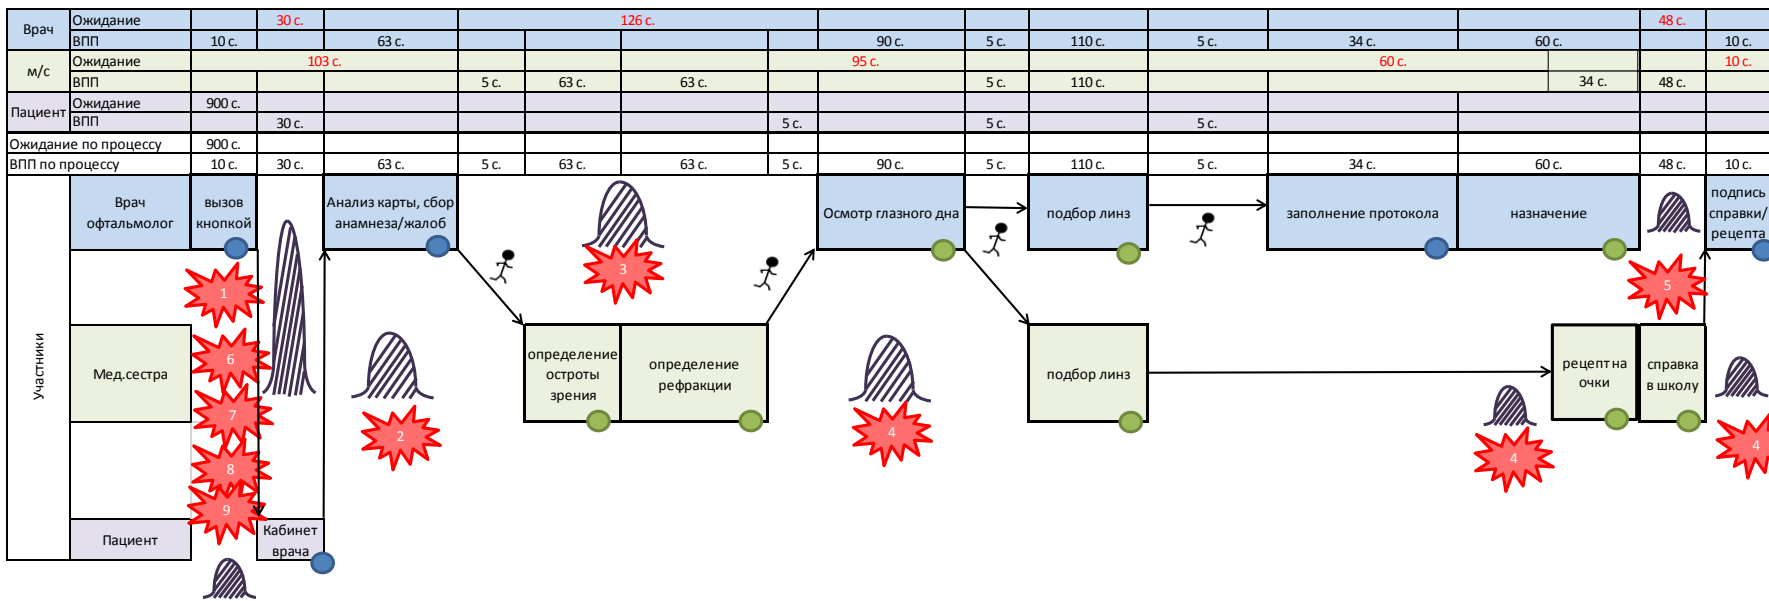 Врач Ожидание 30 с. 126 с. 48 с.
ВПП 10 с. 63 с. 90 с. 5 с. 110 с. 5 с. 34 с. 60 с. 10 с.
м/с Ожидание 103 с. 95 с. 60 с. 10 с.
ВПП 5 с. 63 с. 63 с. 5 с. 110 с. 34 с. 48 с.
Пациент Ожидание 900 с.
ВПП 30 с. 5 с. 5 с. 5 с.
Ожидание по процессу 900 с.
ВПП по процессу 10 с. 30 с. 63 с. 5 с. 63 с. 63 с. 5 с. 90 с. 5 с. 110 с. 5 с. 34 с. 60 с. 48 с. 10 с.
Участники
Врач
офтальмолог
вызов
кнопкой
Анализ карты, сбор
анамнеза/жалоб
Осмотр глазного дна
подбор линз
заполнение протокола
назначение
подпись
справки/
рецепта
1
3
5
Мед.сестра
6
7
8
9
2
определение
остроты
зрения
определение
рефракции
4
подбор линз
4
рецепт на
очки
справка
в школу
4
Пациент
Кабинет
врача